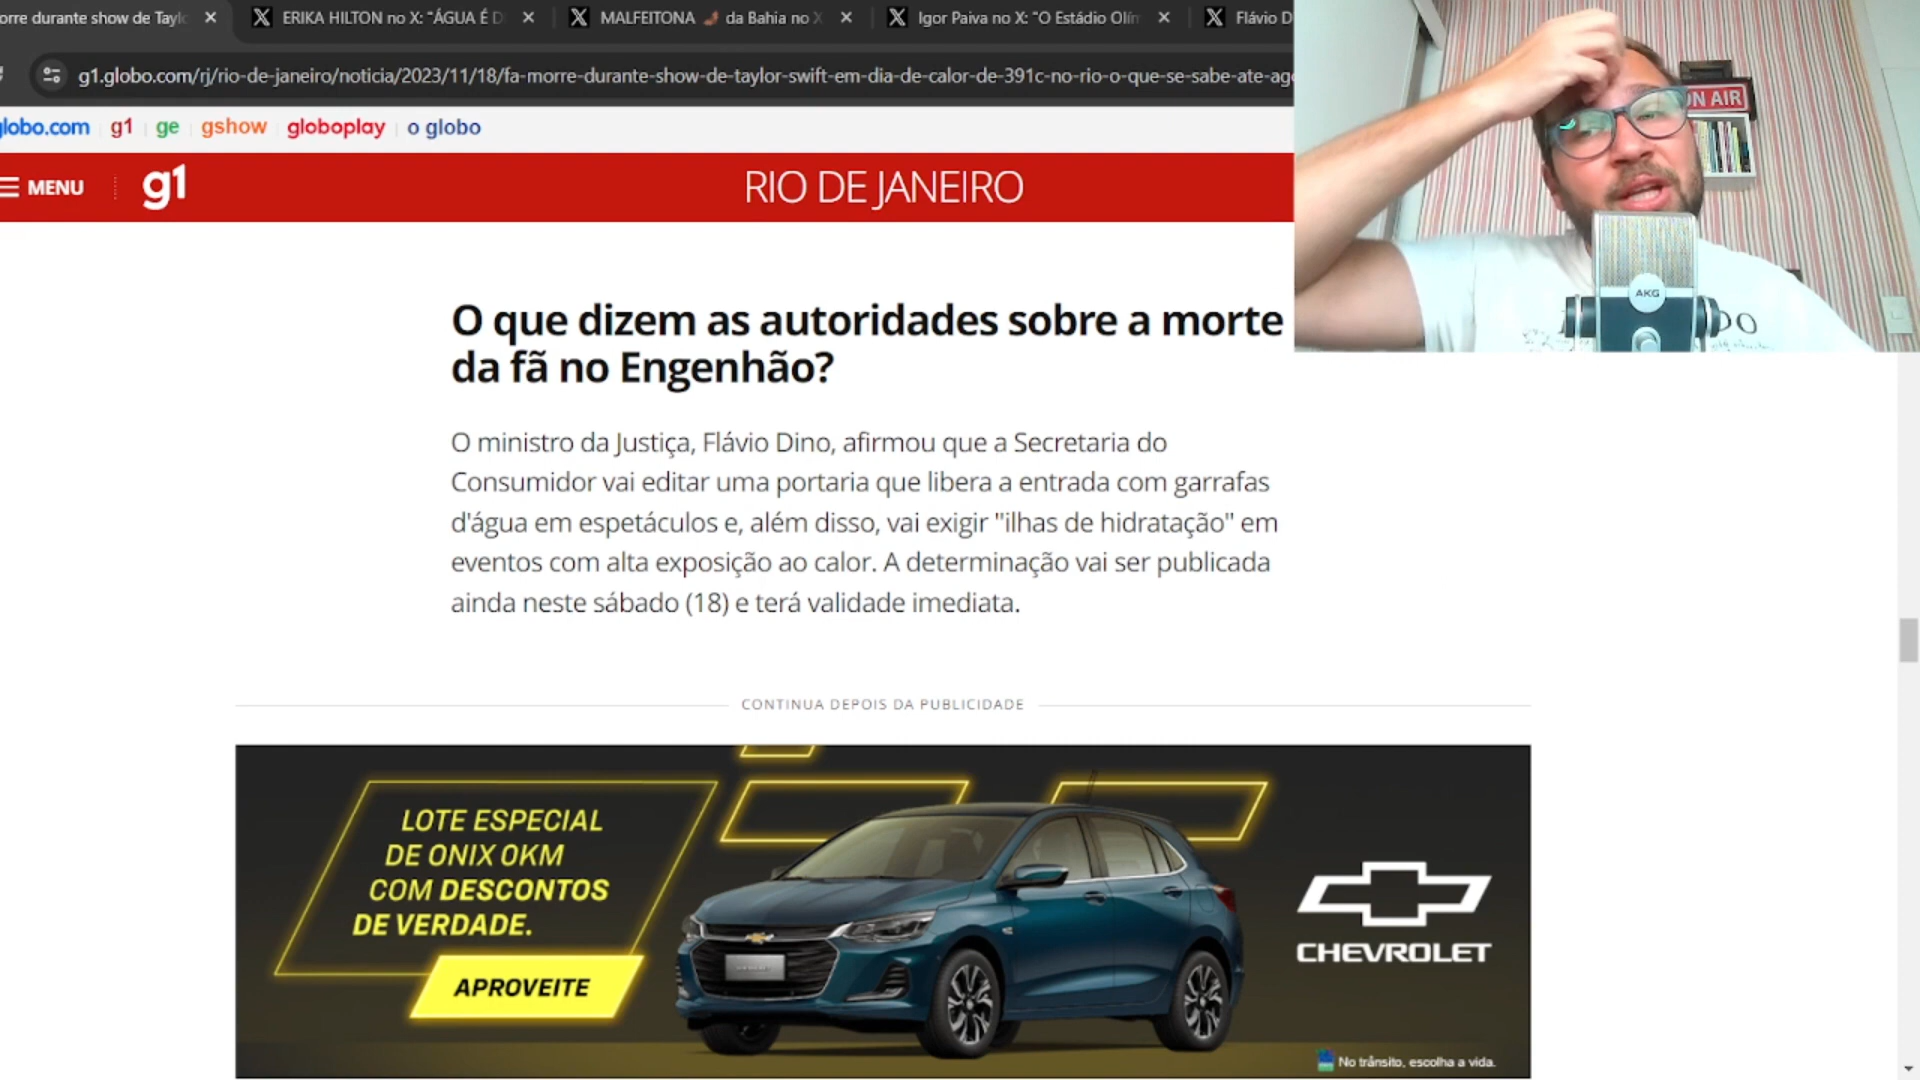 orre durante show de Tayl
ERIKA HILTON no X: "ÁGUA É D
MALFEITONA da Bahia no X
Igor Paiva no X: "O Estádio Olím
Flávio D
g1.globo.com/rj/rio-de-janeiro/noticia/2023/11/18/fa-morre-durante-show-de-taylor-swift-em-dia-de-calor-de-391c-no-rio-o-que-se-sabe-ate-ago
globo.com g1 ge gshow globoplay o globo
MENU g1 RIO DE JANEIRO
ON AIR
AKG
O que dizem as autoridades sobre a morte
da fã no Engenhão?
O ministro da Justiça, Flávio Dino, afirmou que a Secretaria do
Consumidor vai editar uma portaria que libera a entrada com garrafas
d'água em espetáculos e, além disso, vai exigir "ilhas de hidratação" em
eventos com alta exposição ao calor. A determinação vai ser publicada
ainda neste sábado (18) e terá validade imediata.
CONTINUA DEPOIS DA PUBLICIDADE
LOTE ESPECIAL
DE ONIX 0KM
COM DESCONTOS
DE VERDADE.
APROVEITE
CHEVROLET
No trânsito, escolha a vida.